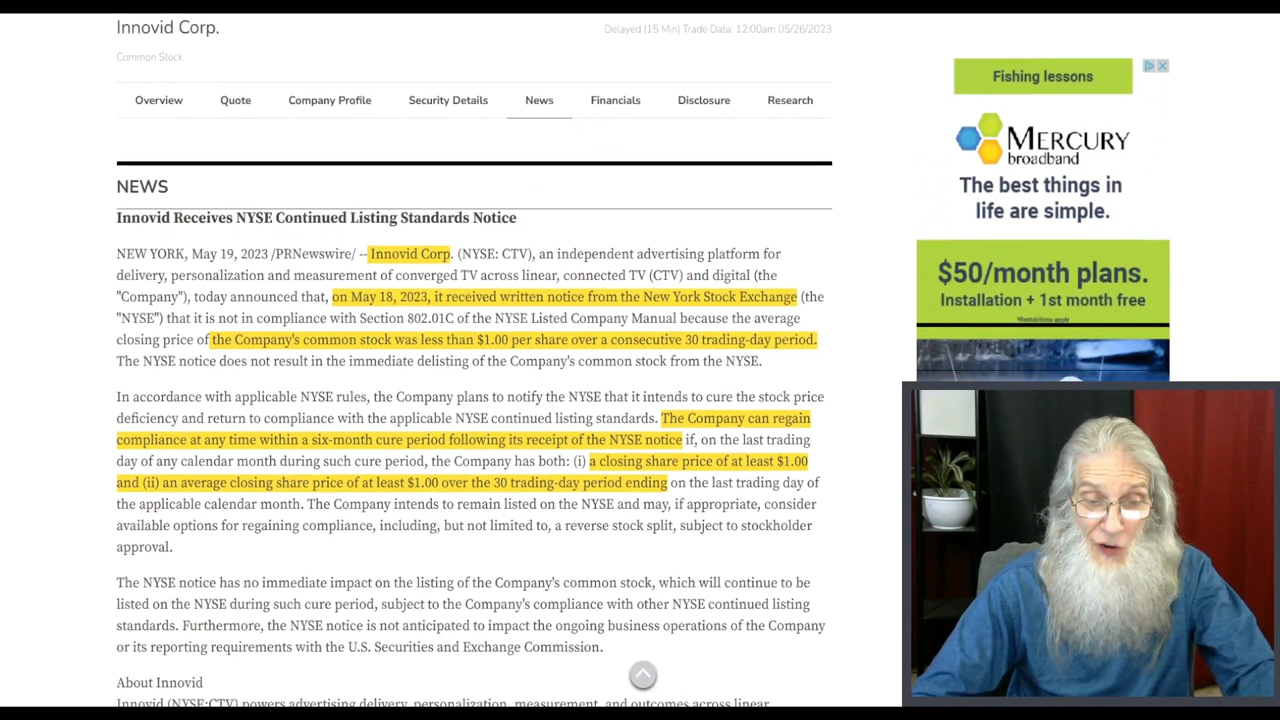 Innovid Corp.
Delayed (15 Min) Trade Data: 12:00am 05/26/2023
Common Stock
Overview
Quote
Company Profile
Security Details
News
Financials
Disclosure
Research
NEWS
Innovid Receives NYSE Continued Listing Standards Notice
NEW YORK, May 19, 2023 /PRNewswire/ -- Innovid Corp. (NYSE: CTV), an independent advertising platform for
delivery, personalization and measurement of converged TV across linear, connected TV (CTV) and digital (the
"Company"), today announced that, on May 18, 2023, it received written notice from the New York Stock Exchange (the
"NYSE") that it is not in compliance with Section 802.01C of the NYSE Listed Company Manual because the average
closing price of the Company's common stock was less than $1.00 per share over a consecutive 30 trading-day period.
The NYSE notice does not result in the immediate delisting of the Company's common stock from the NYSE.
In accordance with applicable NYSE rules, the Company plans to notify the NYSE that it intends to cure the stock price
deficiency and return to compliance with the applicable NYSE continued listing standards. The Company can regain
compliance at any time within a six-month cure period following its receipt of the NYSE notice if, on the last trading
day of any calendar month during such cure period, the Company has both: (i) a closing share price of at least $1.00
and (ii) an average closing share price of at least $1.00 over the 30 trading-day period ending on the last trading day of
the applicable calendar month. The Company intends to remain listed on the NYSE and may, if appropriate, consider
available options for regaining compliance, including, but not limited to, a reverse stock split, subject to stockholder
approval.
The NYSE notice has no immediate impact on the listing of the Company's common stock, which will continue to be
listed on the NYSE during such cure period, subject to the Company's compliance with other NYSE continued listing
standards. Furthermore, the NYSE notice is not anticipated to impact the ongoing business operations of the Company
or its reporting requirements with the U.S. Securities and Exchange Commission.
About Innovid
Innovid (NYSE:CTV) powers advertising delivery, personalization, measurement, and outcomes across linear,
Fishing lessons
MERCURY
broadband
The best things in
life are simple.
$50/month plans.
Installation + 1st month free
*Restrictions apply